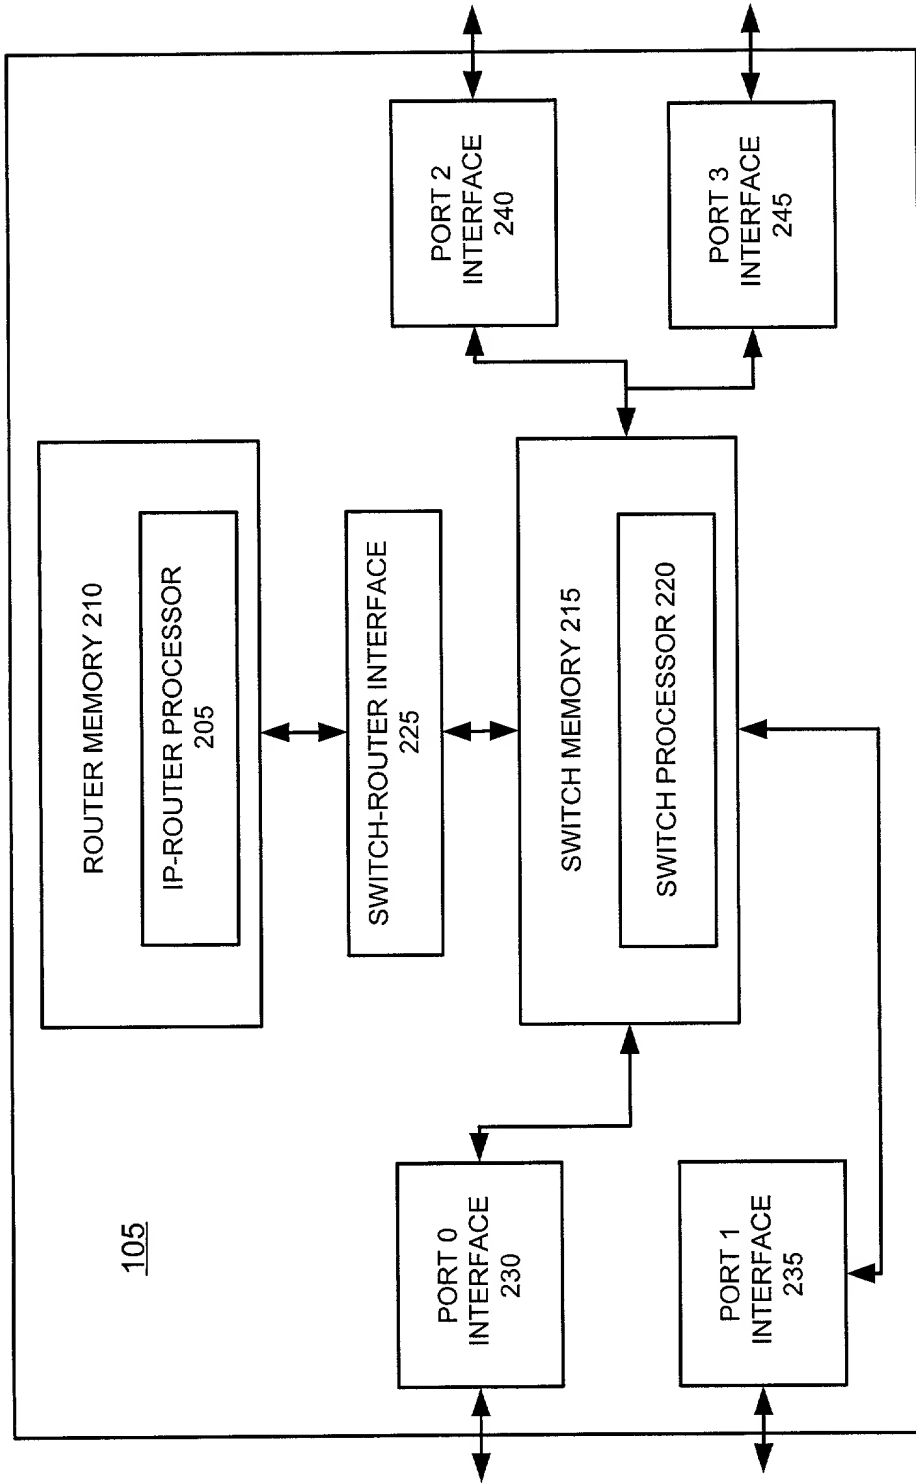 105
ROUTER MEMORY 210
IP-ROUTER PROCESSOR
205
SWITCH-ROUTER INTERFACE
225
PORT 0
INTERFACE
230
PORT 2
INTERFACE
240
SWITCH MEMORY 215
SWITCH PROCESSOR 220
PORT 1
INTERFACE
235
PORT 3
INTERFACE
245